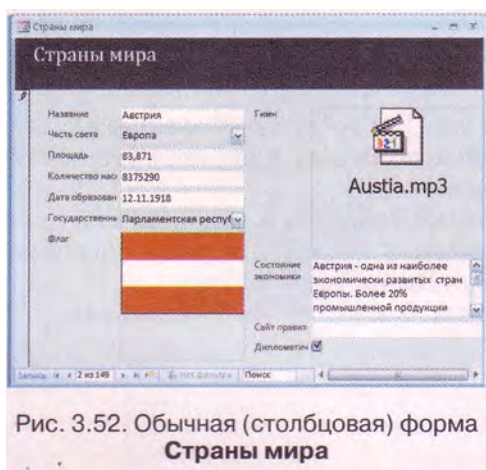 Страны мира
Страны мира
Название Австрия
Часть света Европа
Площадь 83,871
Количество нас 8375290
Дата образован 12.11.1918
Государственнь Парламентская респуб
Флаг
Гимн
Austia.mp3
Состояние экономики
Австрия - одна из наиболее
экономически развитых стран
Европы. Более 20%
промышленной продукции
Сайт правит
Дипломатич
Запись: 2 из 149 Нет фильтра Поиск
Рис. 3.52. Обычная (столбцовая) форма
Страны мира